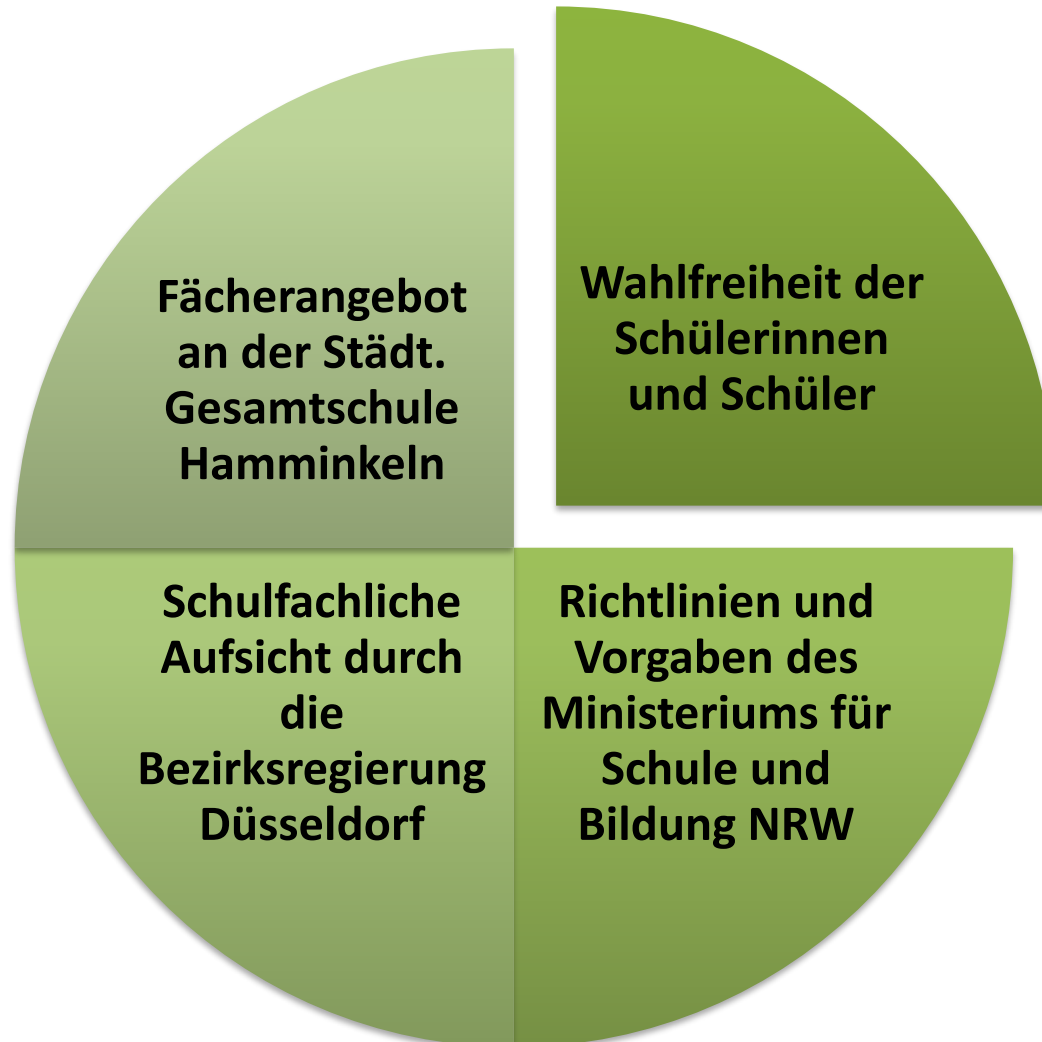 Fächerangebot
an der Städt.
Gesamtschule
Hamminkeln
Wahlfreiheit der
Schülerinnen
und Schüler
Schulfachliche
Aufsicht durch
die
Bezirksregierung
Düsseldorf
Richtlinien und
Vorgaben des
Ministeriums für
Schule und
Bildung NRW